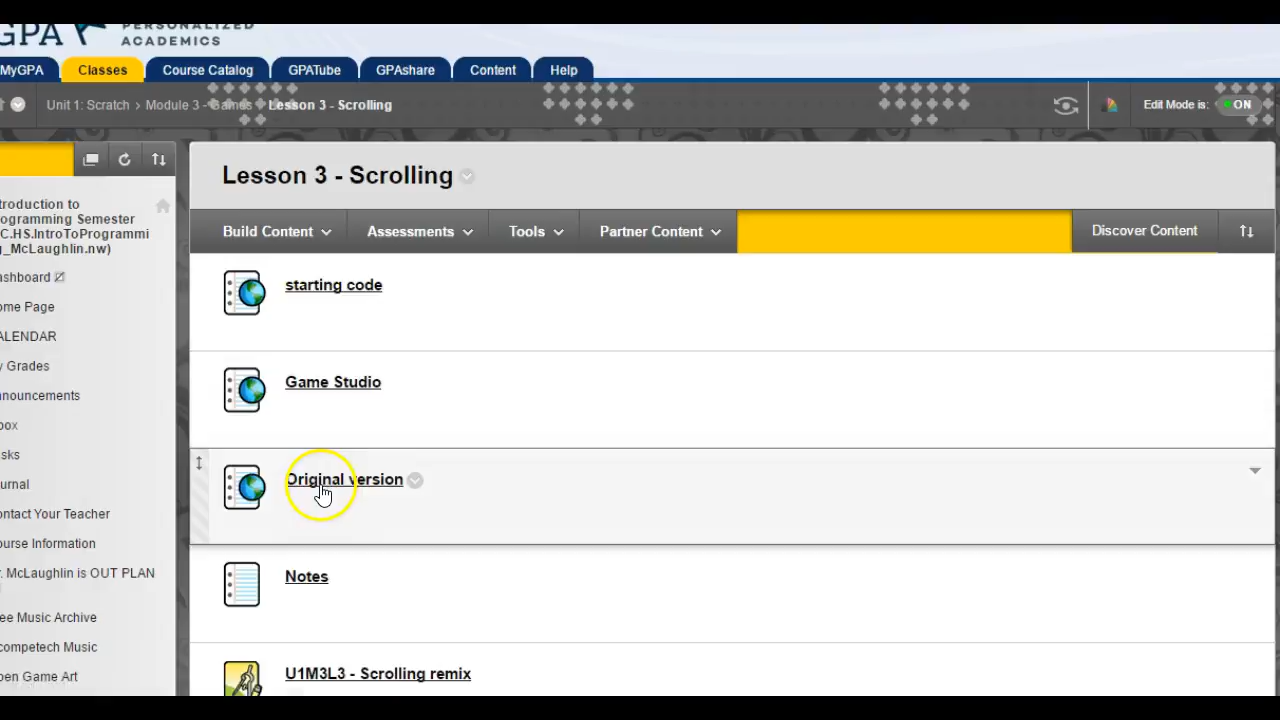 GPA PERSONALIZED
ACADEMICS
MyGPA Classes Course Catalog GPATube GPAshare Content Help
Unit 1: Scratch > Module 3 - Games Lesson 3 - Scrolling Edit Mode is: ON
Lesson 3 - Scrolling
Build Content Assessments Tools Partner Content Discover Content
ntroduction to
rogramming Semester
C.HS.IntroToProgrammi
g_McLaughlin.nw)
ashboard
ome Page
ALENDAR
y Grades
nnouncements
box
sks
urnal
ontact Your Teacher
ourse Information
. McLaughlin is OUT PLAN
ee Music Archive
competech Music
pen Game Art
starting code
Game Studio
Original version
Notes
U1M3L3 - Scrolling remix